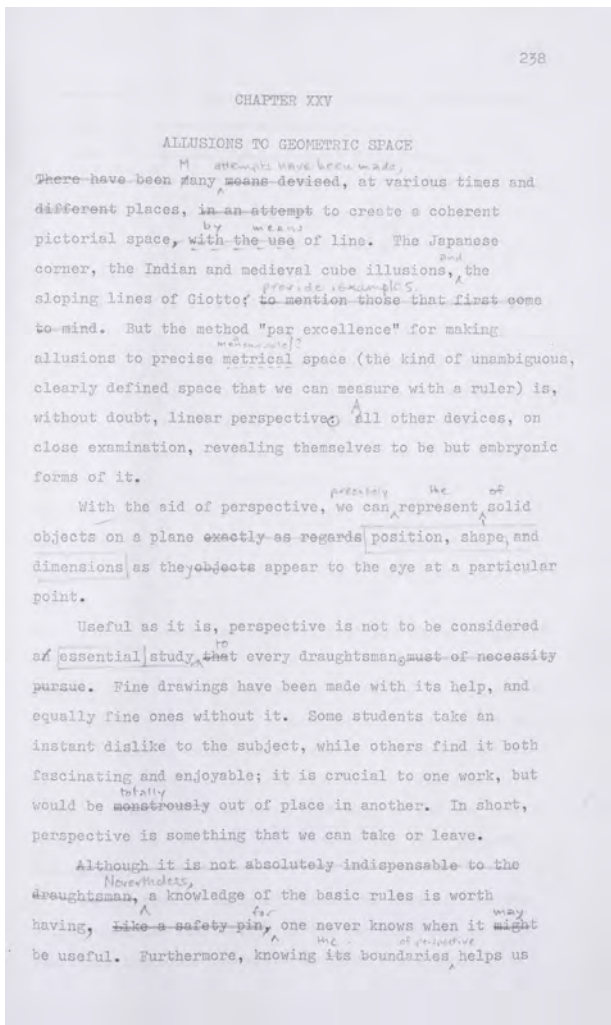 238
CHAPTER XXV
ALLUSIONS TO GEOMETRIC SPACE
M attempts have been made,
There have been many means devised, at various times and
different places, in an attempt to create a coherent
by means
pictorial space, with the use of line. The Japanese
and
corner, the Indian and medieval cube illusions, the
provide examples.
sloping lines of Giotto; to mention those that first come
to mind. But the method "par excellence" for making
allusions to precise metrical space (the kind of unambiguous,
clearly defined space that we can measure with a ruler) is,
A
without doubt, linear perspective. all other devices, on
close examination, revealing themselves to be but embryonic
forms of it.
precisely the of
With the aid of perspective, we can represent solid
objects on a plane exactly as regards position, shape, and
dimensions as they objects appear to the eye at a particular
point.
Useful as it is, perspective is not to be considered
to
an essential study that every draughtsman. must of necessity
pursue. Fine drawings have been made with its help, and
equally fine ones without it. Some students take an
instant dislike to the subject, while others find it both
fascinating and enjoyable; it is crucial to one work, but
totally
would be monstrously out of place in another. In short,
perspective is something that we can take or leave.
Although it is not absolutely indispensable to the
Nevertheless,
draughtsman, a knowledge of the basic rules is worth
for may
having, Like a safety pin, one never knows when it might
the of perspective
be useful. Furthermore, knowing its boundaries helps us